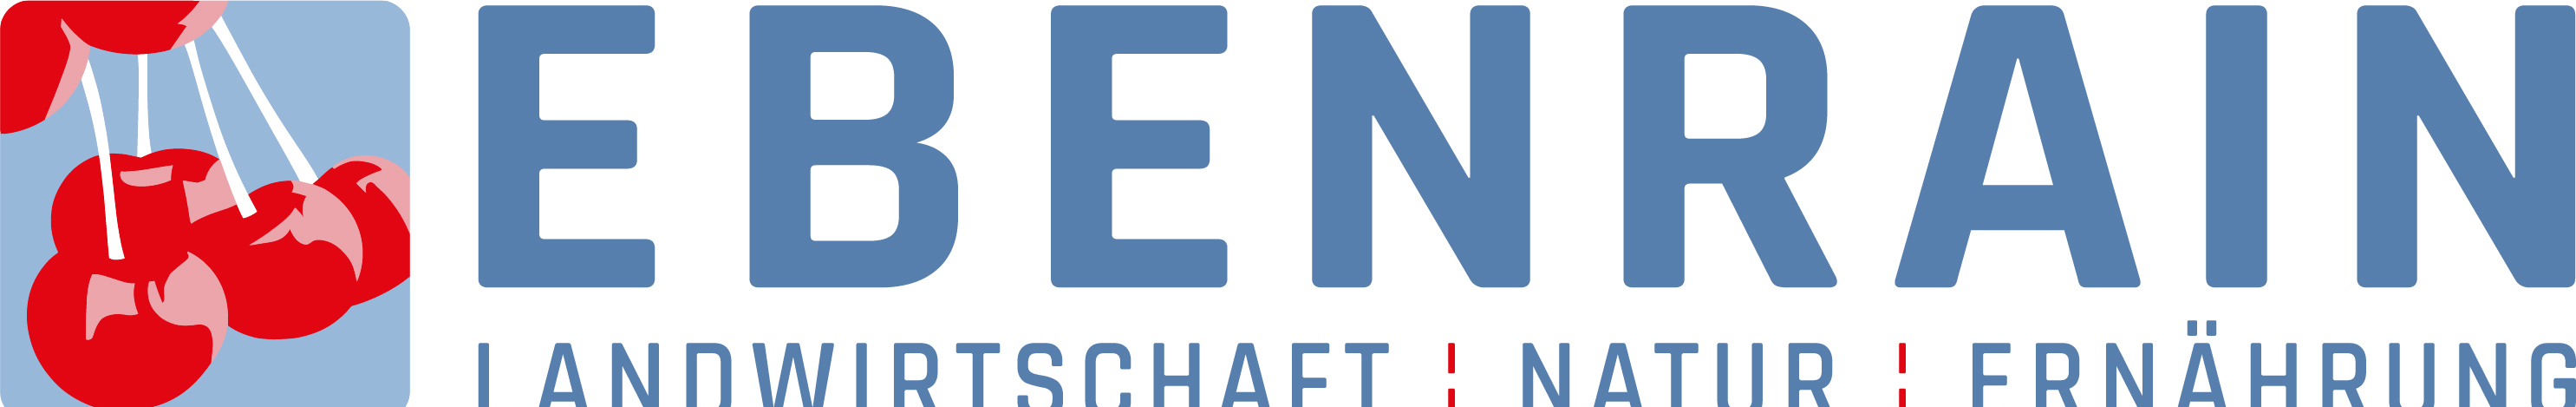 EBENRAIN
LANDWIRTSCHAFT | NATUR | ERNÄHRUNG